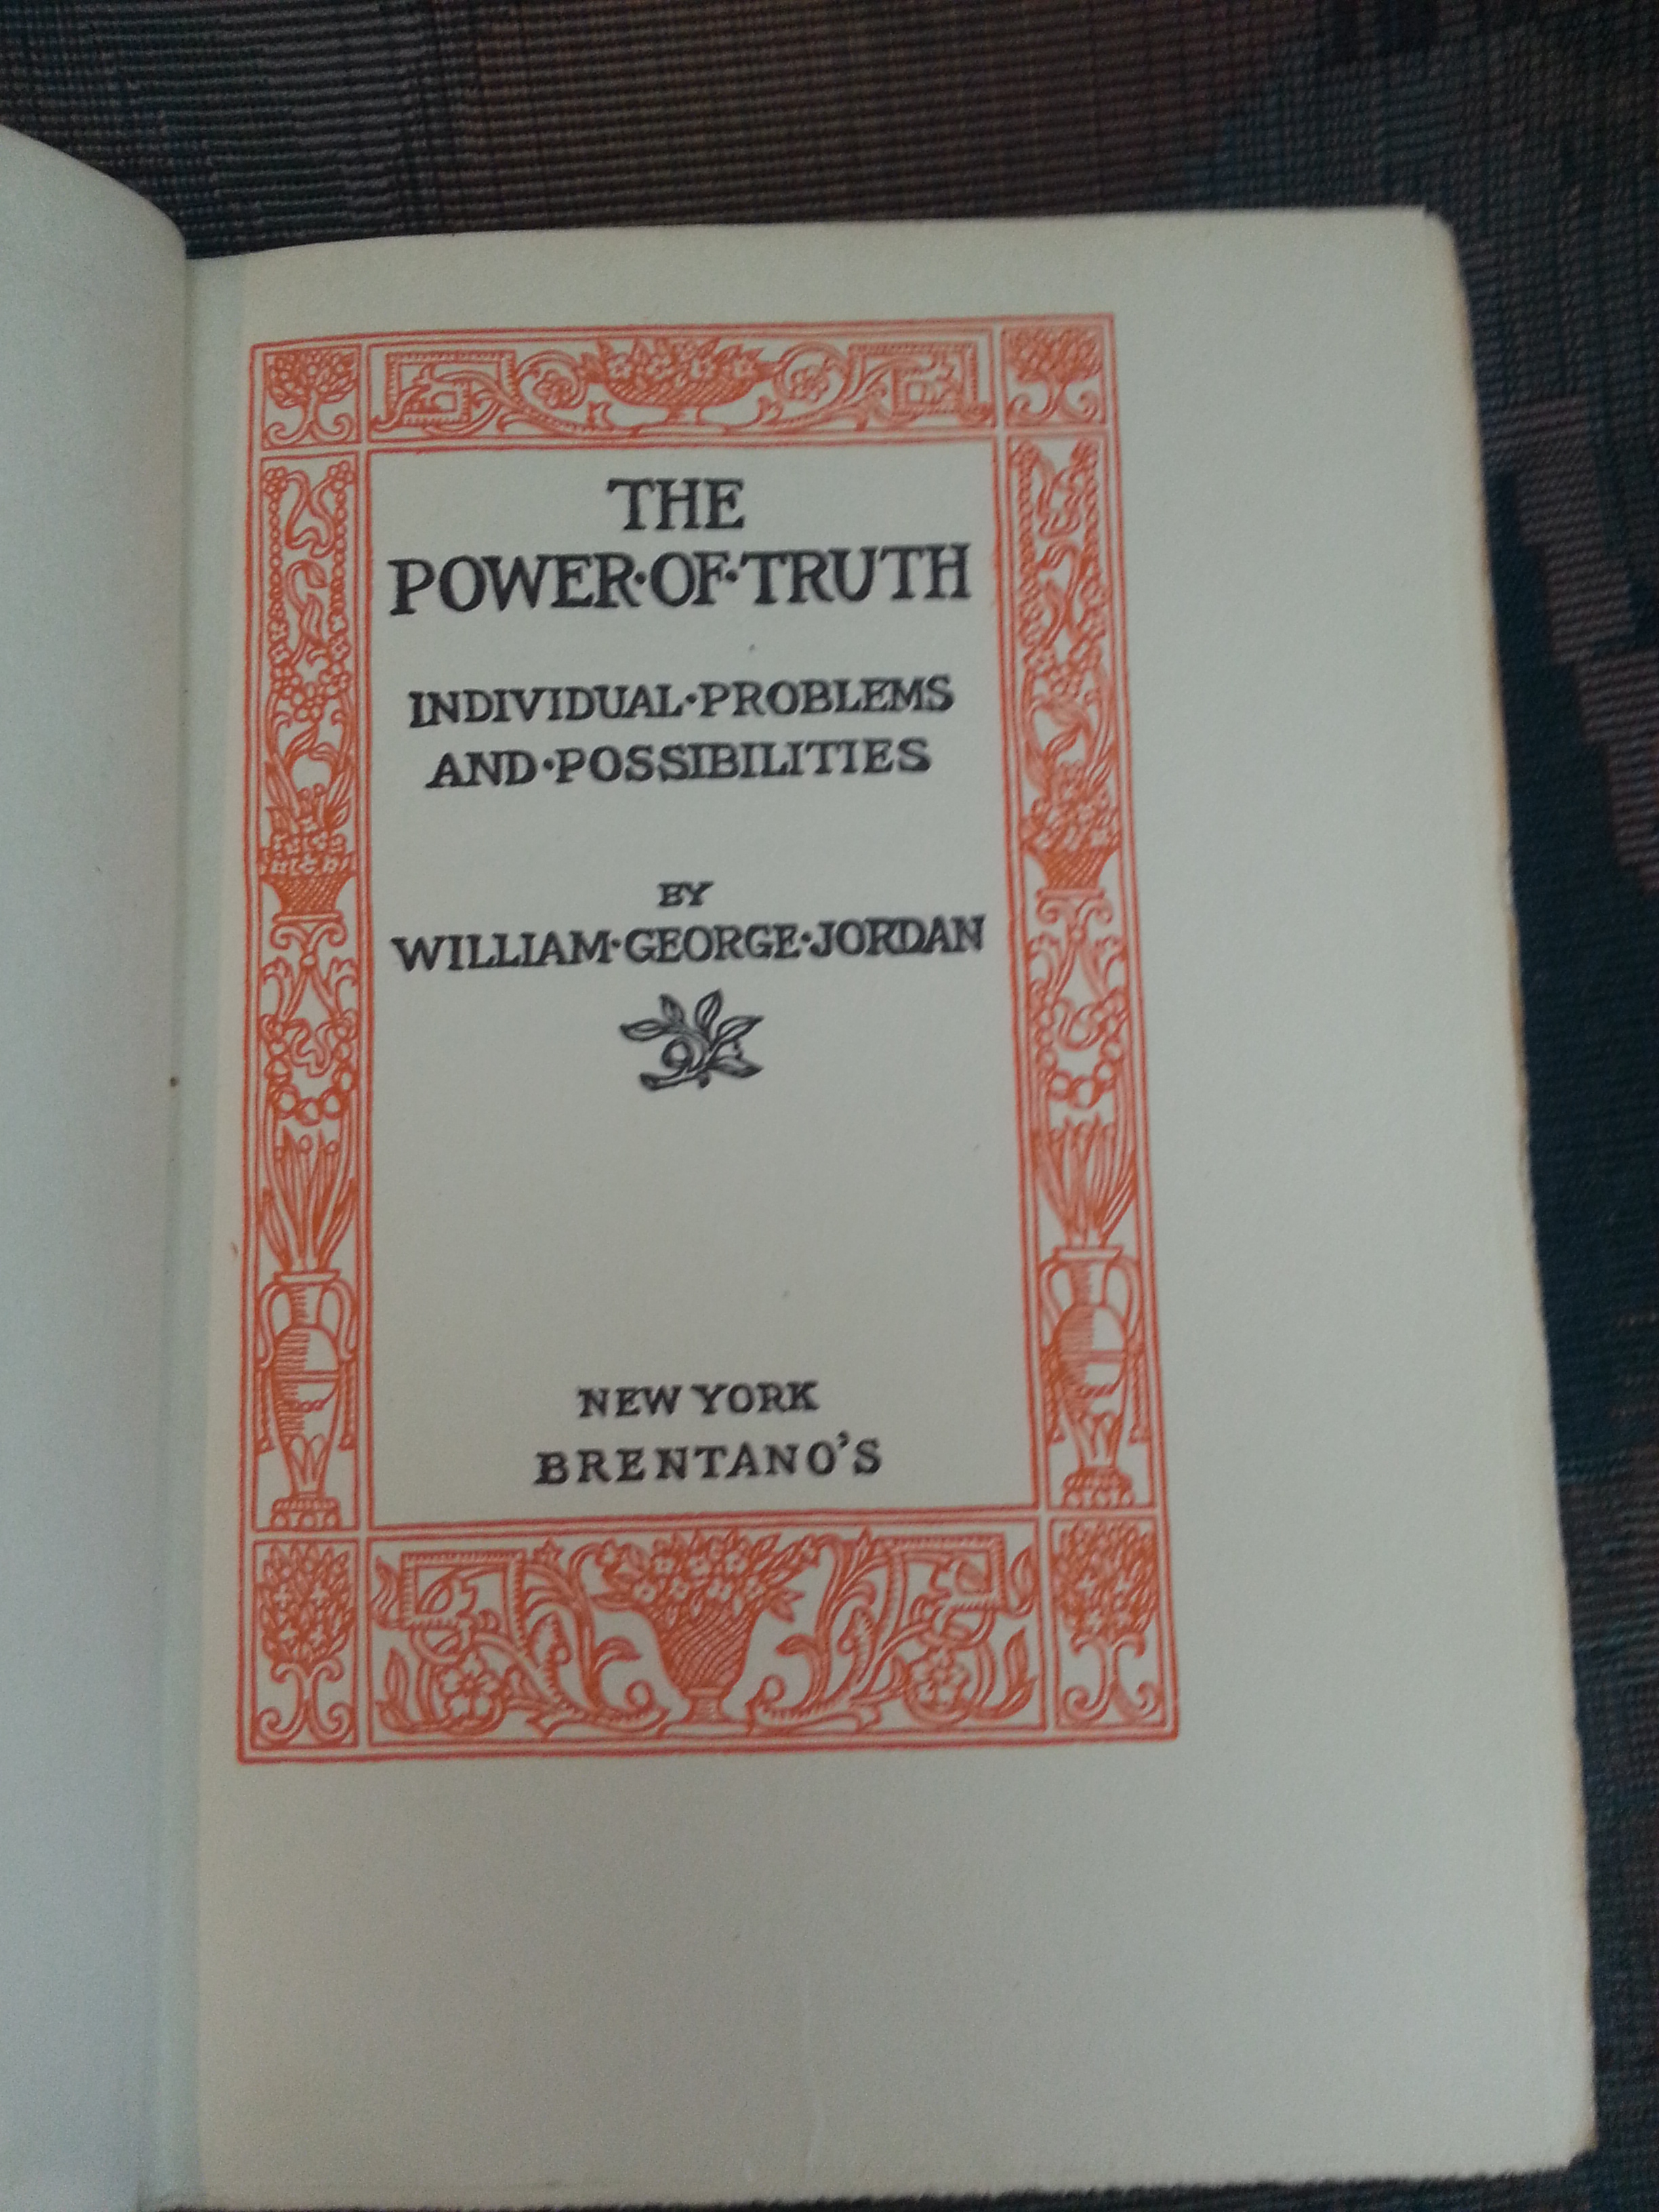 THE
POWER·OF·TRUTH
INDIVIDUAL·PROBLEMS
AND·POSSIBILITIES
BY
WILLIAM·GEORGE·JORDAN
NEW YORK
BRENTANO'S